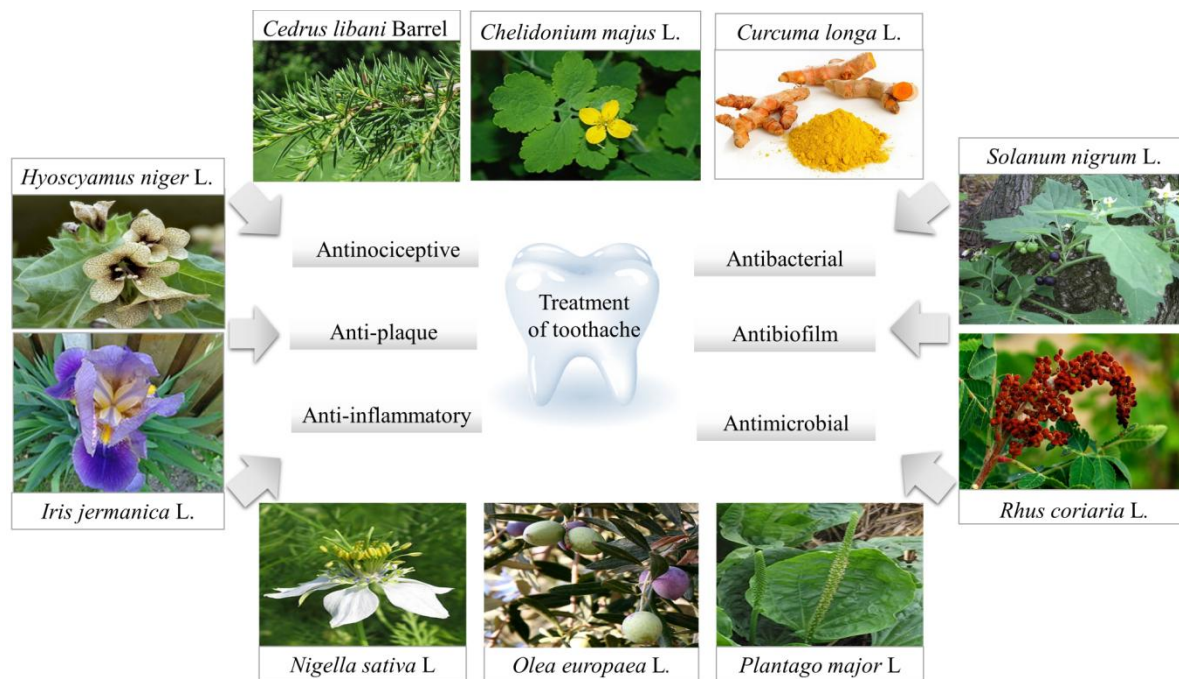 Cedrus libani Barrel
Chelidonium majus L.
Curcuma longa L.
Hyoscyamus niger L.
Solanum nigrum L.
Antinociceptive
Anti-plaque
Anti-inflammatory
Treatment
of toothache
Antibacterial
Antibiofilm
Antimicrobial
Iris jermanica L.
Rhus coriaria L.
Nigella sativa L
Olea europaea L.
Plantago major L